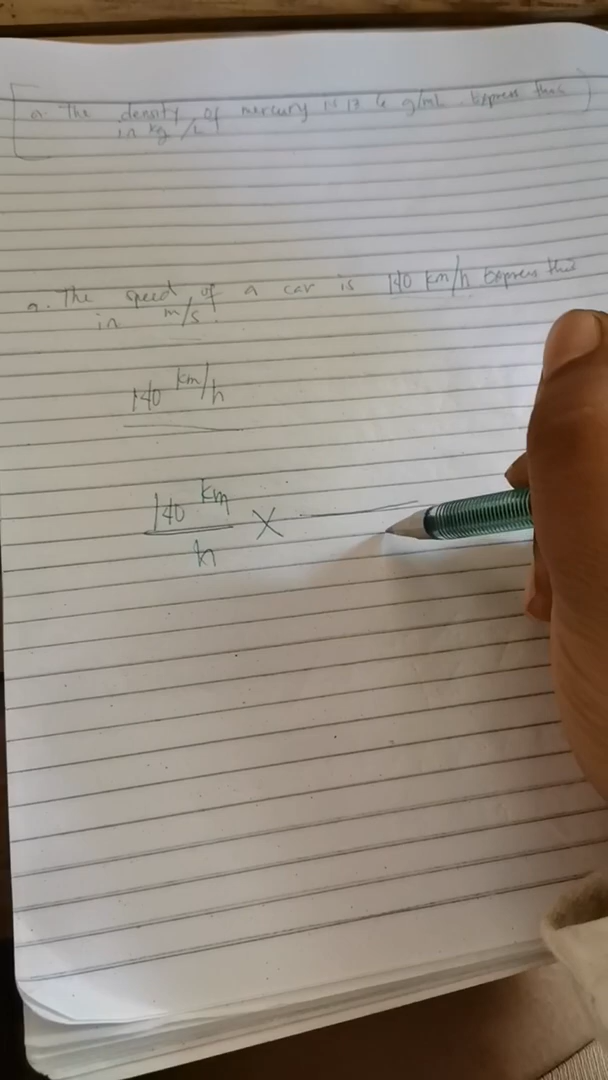 a. The density of mercury is 13.6 g/mL. Express this
in kg/L
a. The speed of a car is 140 km/h Express this
in m/s.
140 km/h
140 km
h
×